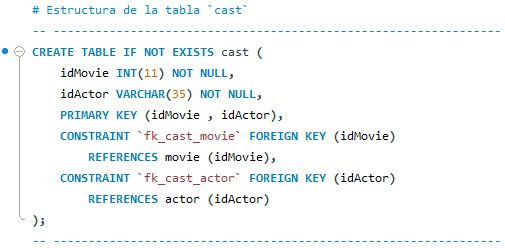 # Estructura de la tabla `cast`
-- ----------------------------------------------------------------
CREATE TABLE IF NOT EXISTS cast (
idMovie INT(11) NOT NULL,
idActor VARCHAR(35) NOT NULL,
PRIMARY KEY (idMovie , idActor),
CONSTRAINT `fk_cast_movie` FOREIGN KEY (idMovie)
REFERENCES movie (idMovie),
CONSTRAINT `fk_cast_actor` FOREIGN KEY (idActor)
REFERENCES actor (idActor)
);
-- ----------------------------------------------------------------